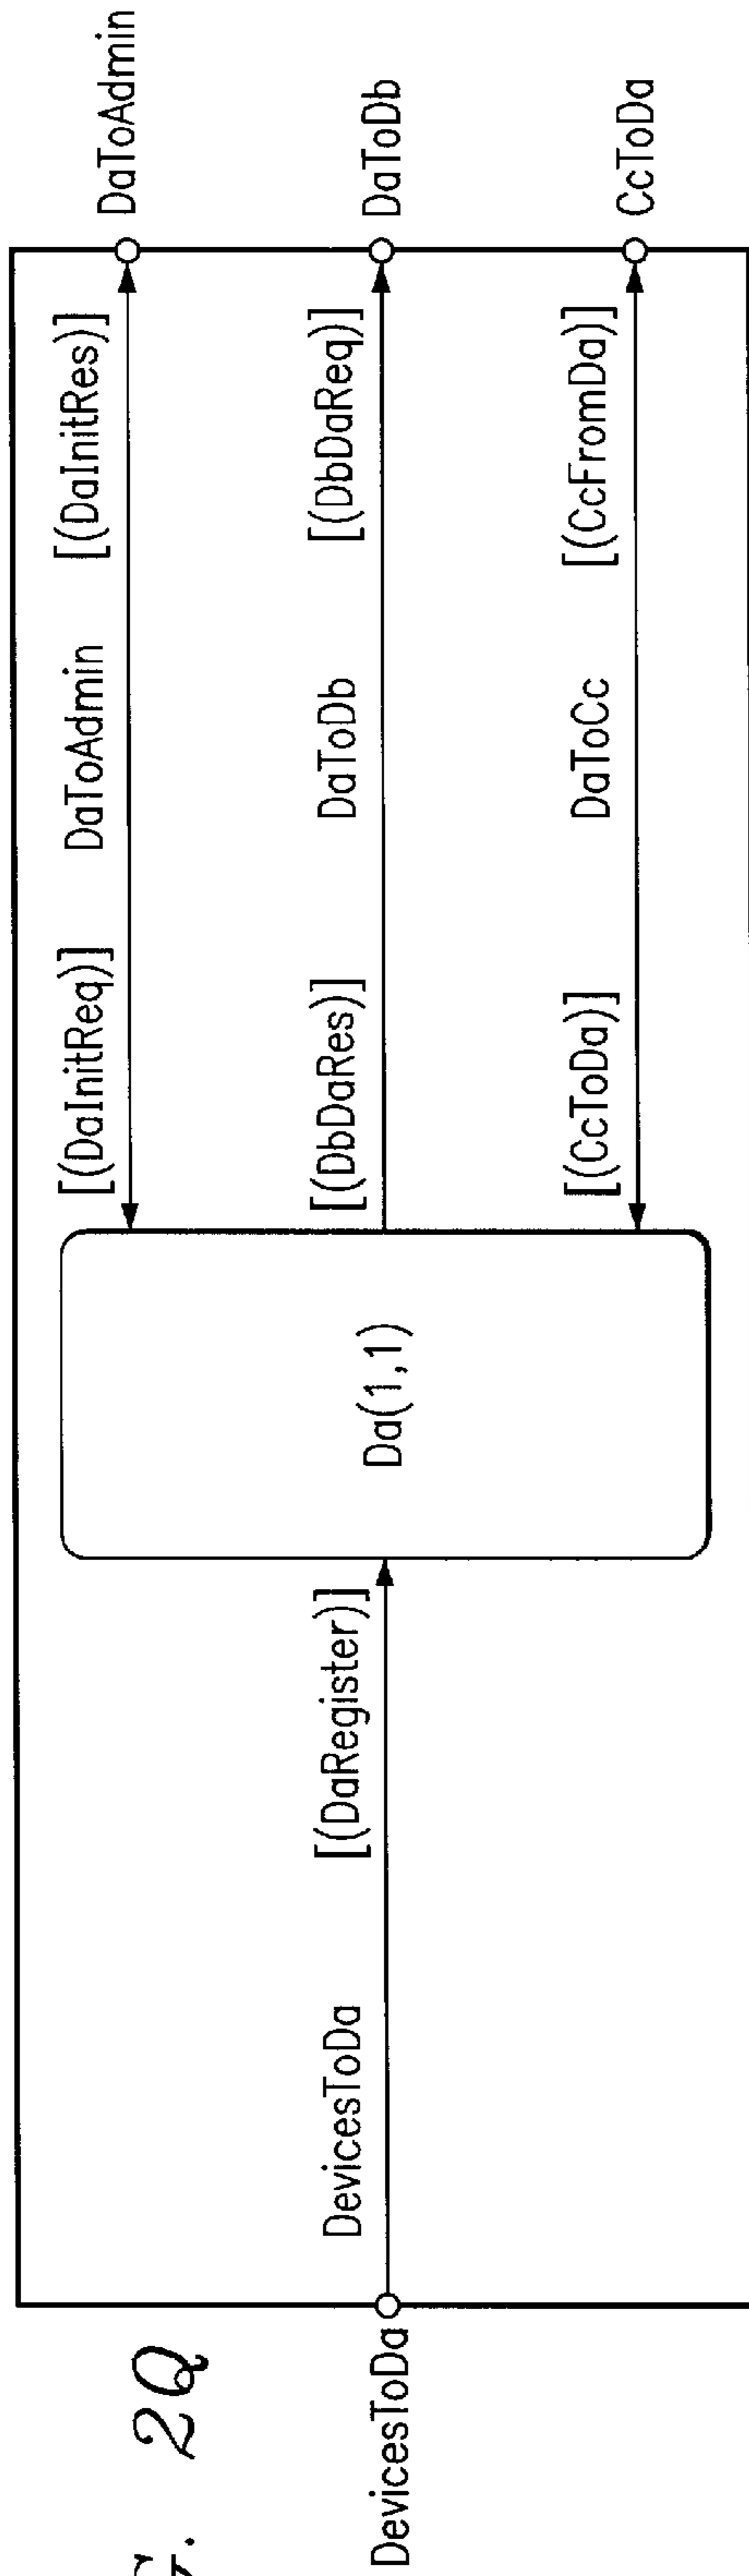 G. 2Q
DaToAdmin
[(DaInitReq)] DaToAdmin [(DaInitRes)]
DevicesToDa
DevicesToDa [(DaRegister)]
Da(1,1)
[(DbDaRes)] DaToDb [(DbDaReq)]
DaToDb
[(CcToDa)] DaToCc [(CcFromDa)]
CcToDa